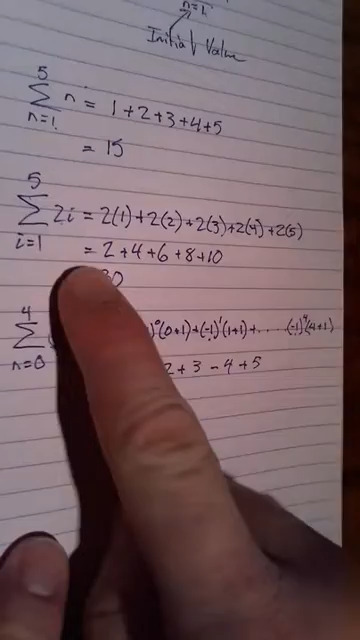 n=1
Initial Value
5
∑ n = 1+2+3+4+5
n=1
= 15
5
∑ 2i = 2(1)+2(2)+2(3)+2(4)+2(5)
i=1
= 2+4+6+8+10
30
4
∑ ( )⁰(0+1)+(-1)¹(1+1)+.....(-1)⁴(4+1)
n=0
2+3-4+5